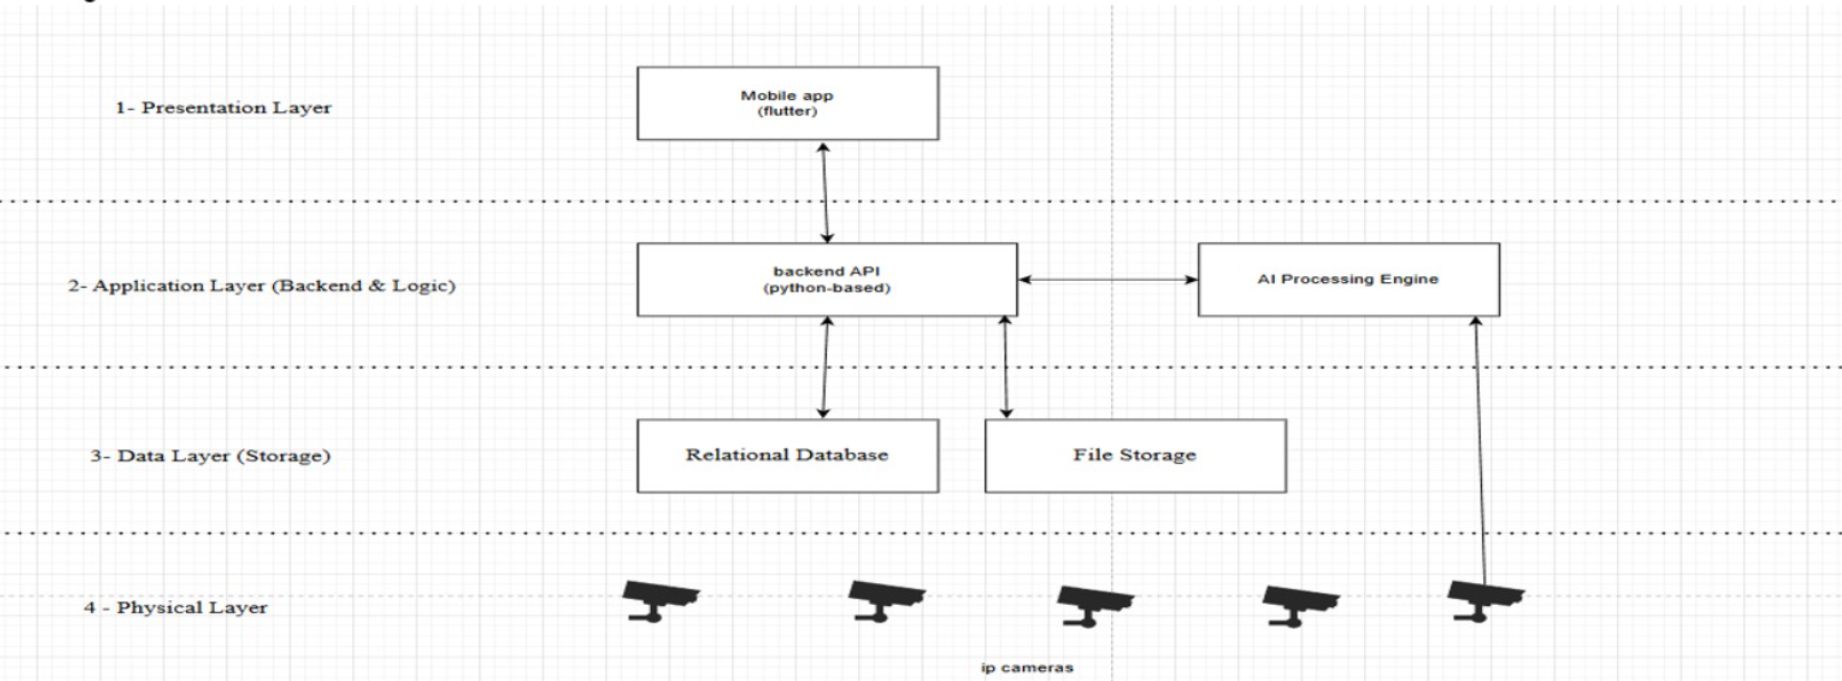 1- Presentation Layer
Mobile app
(flutter)
2- Application Layer (Backend & Logic)
backend API
(python-based)
AI Processing Engine
3- Data Layer (Storage)
Relational Database
File Storage
4 - Physical Layer
ip cameras